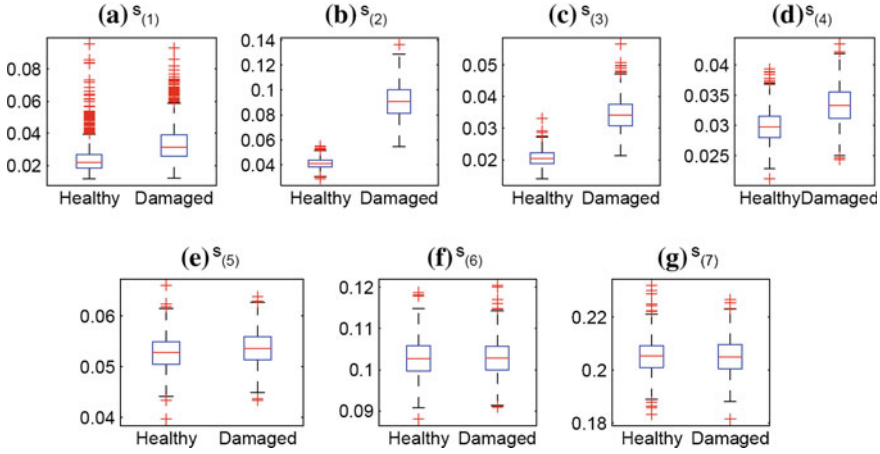 (a) s(1)
(b) s(2)
(c) s(3)
(d) s(4)
0.08
0.06
0.04
0.02
Healthy Damaged
0.14
0.12
0.1
0.08
0.06
0.04
Healthy Damaged
0.05
0.04
0.03
0.02
Healthy Damaged
0.04
0.035
0.03
0.025
Healthy Damaged
(e) s(5)
(f) s(6)
(g) s(7)
0.06
0.05
0.04
Healthy Damaged
0.12
0.11
0.1
0.09
Healthy Damaged
0.22
0.2
0.18
Healthy Damaged